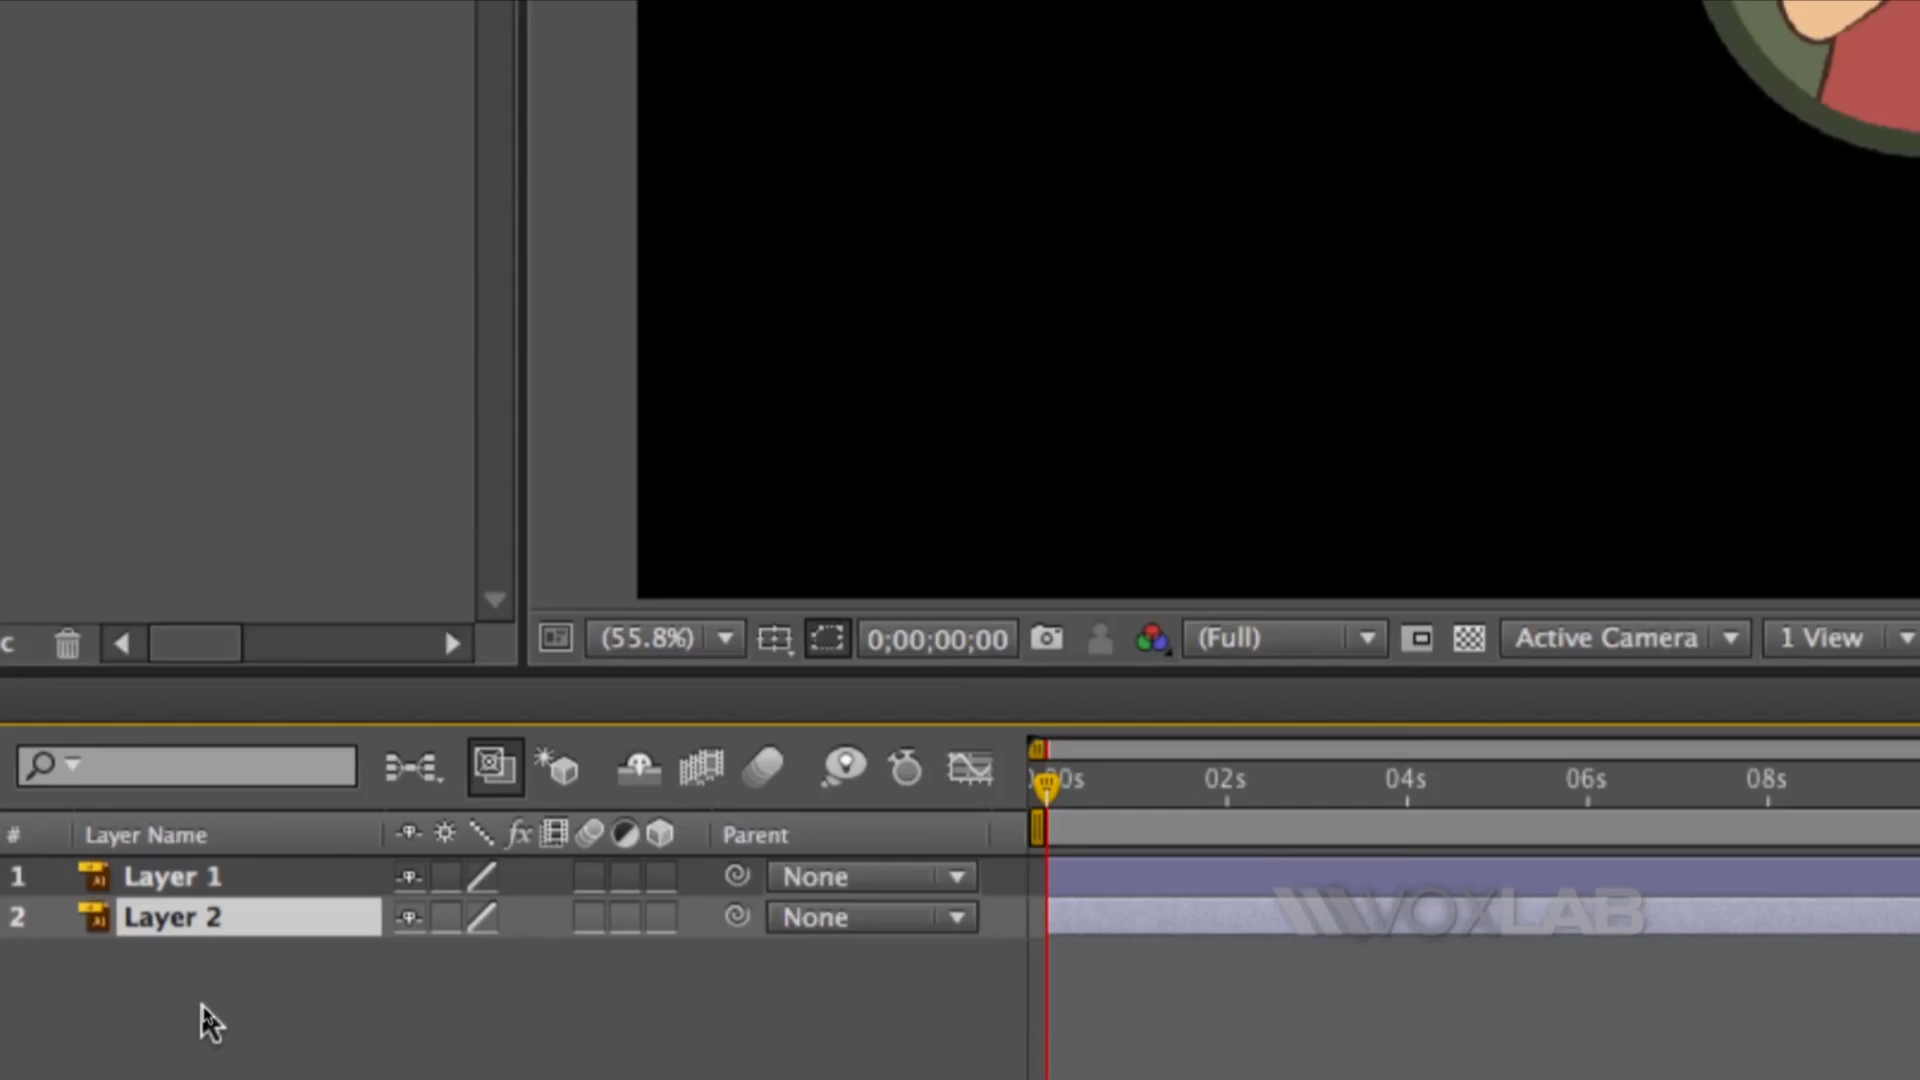 c
(55.8%)
0;00;00;00
(Full)
Active Camera
1 View
00s 02s 04s 06s 08s
# Layer Name fx Parent
1 Layer 1 None
2 Layer 2 None
VOXLAB